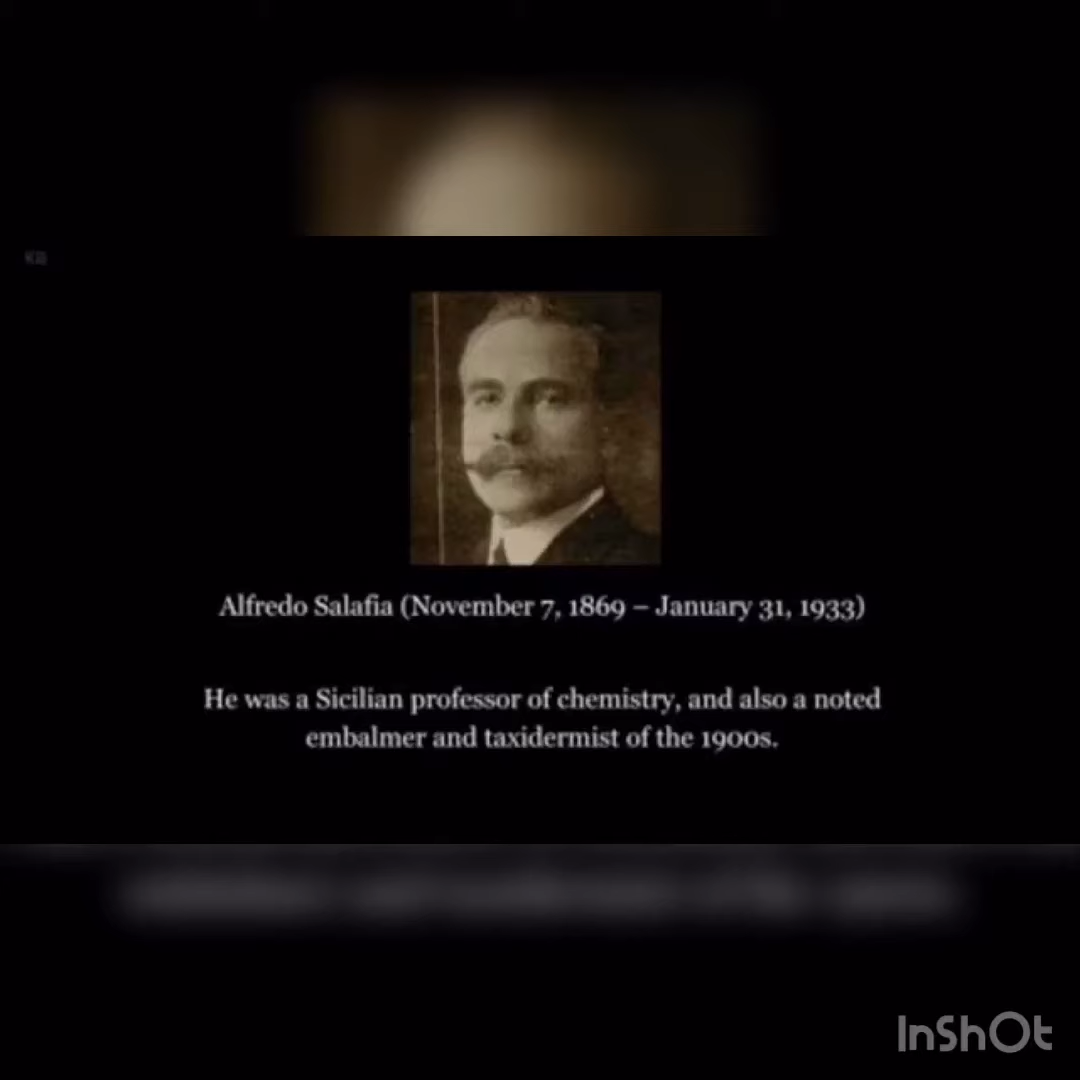 Alfredo Salafia (November 7, 1869 – January 31, 1933)
He was a Sicilian professor of chemistry, and also a noted
embalmer and taxidermist of the 1900s.
InShOt